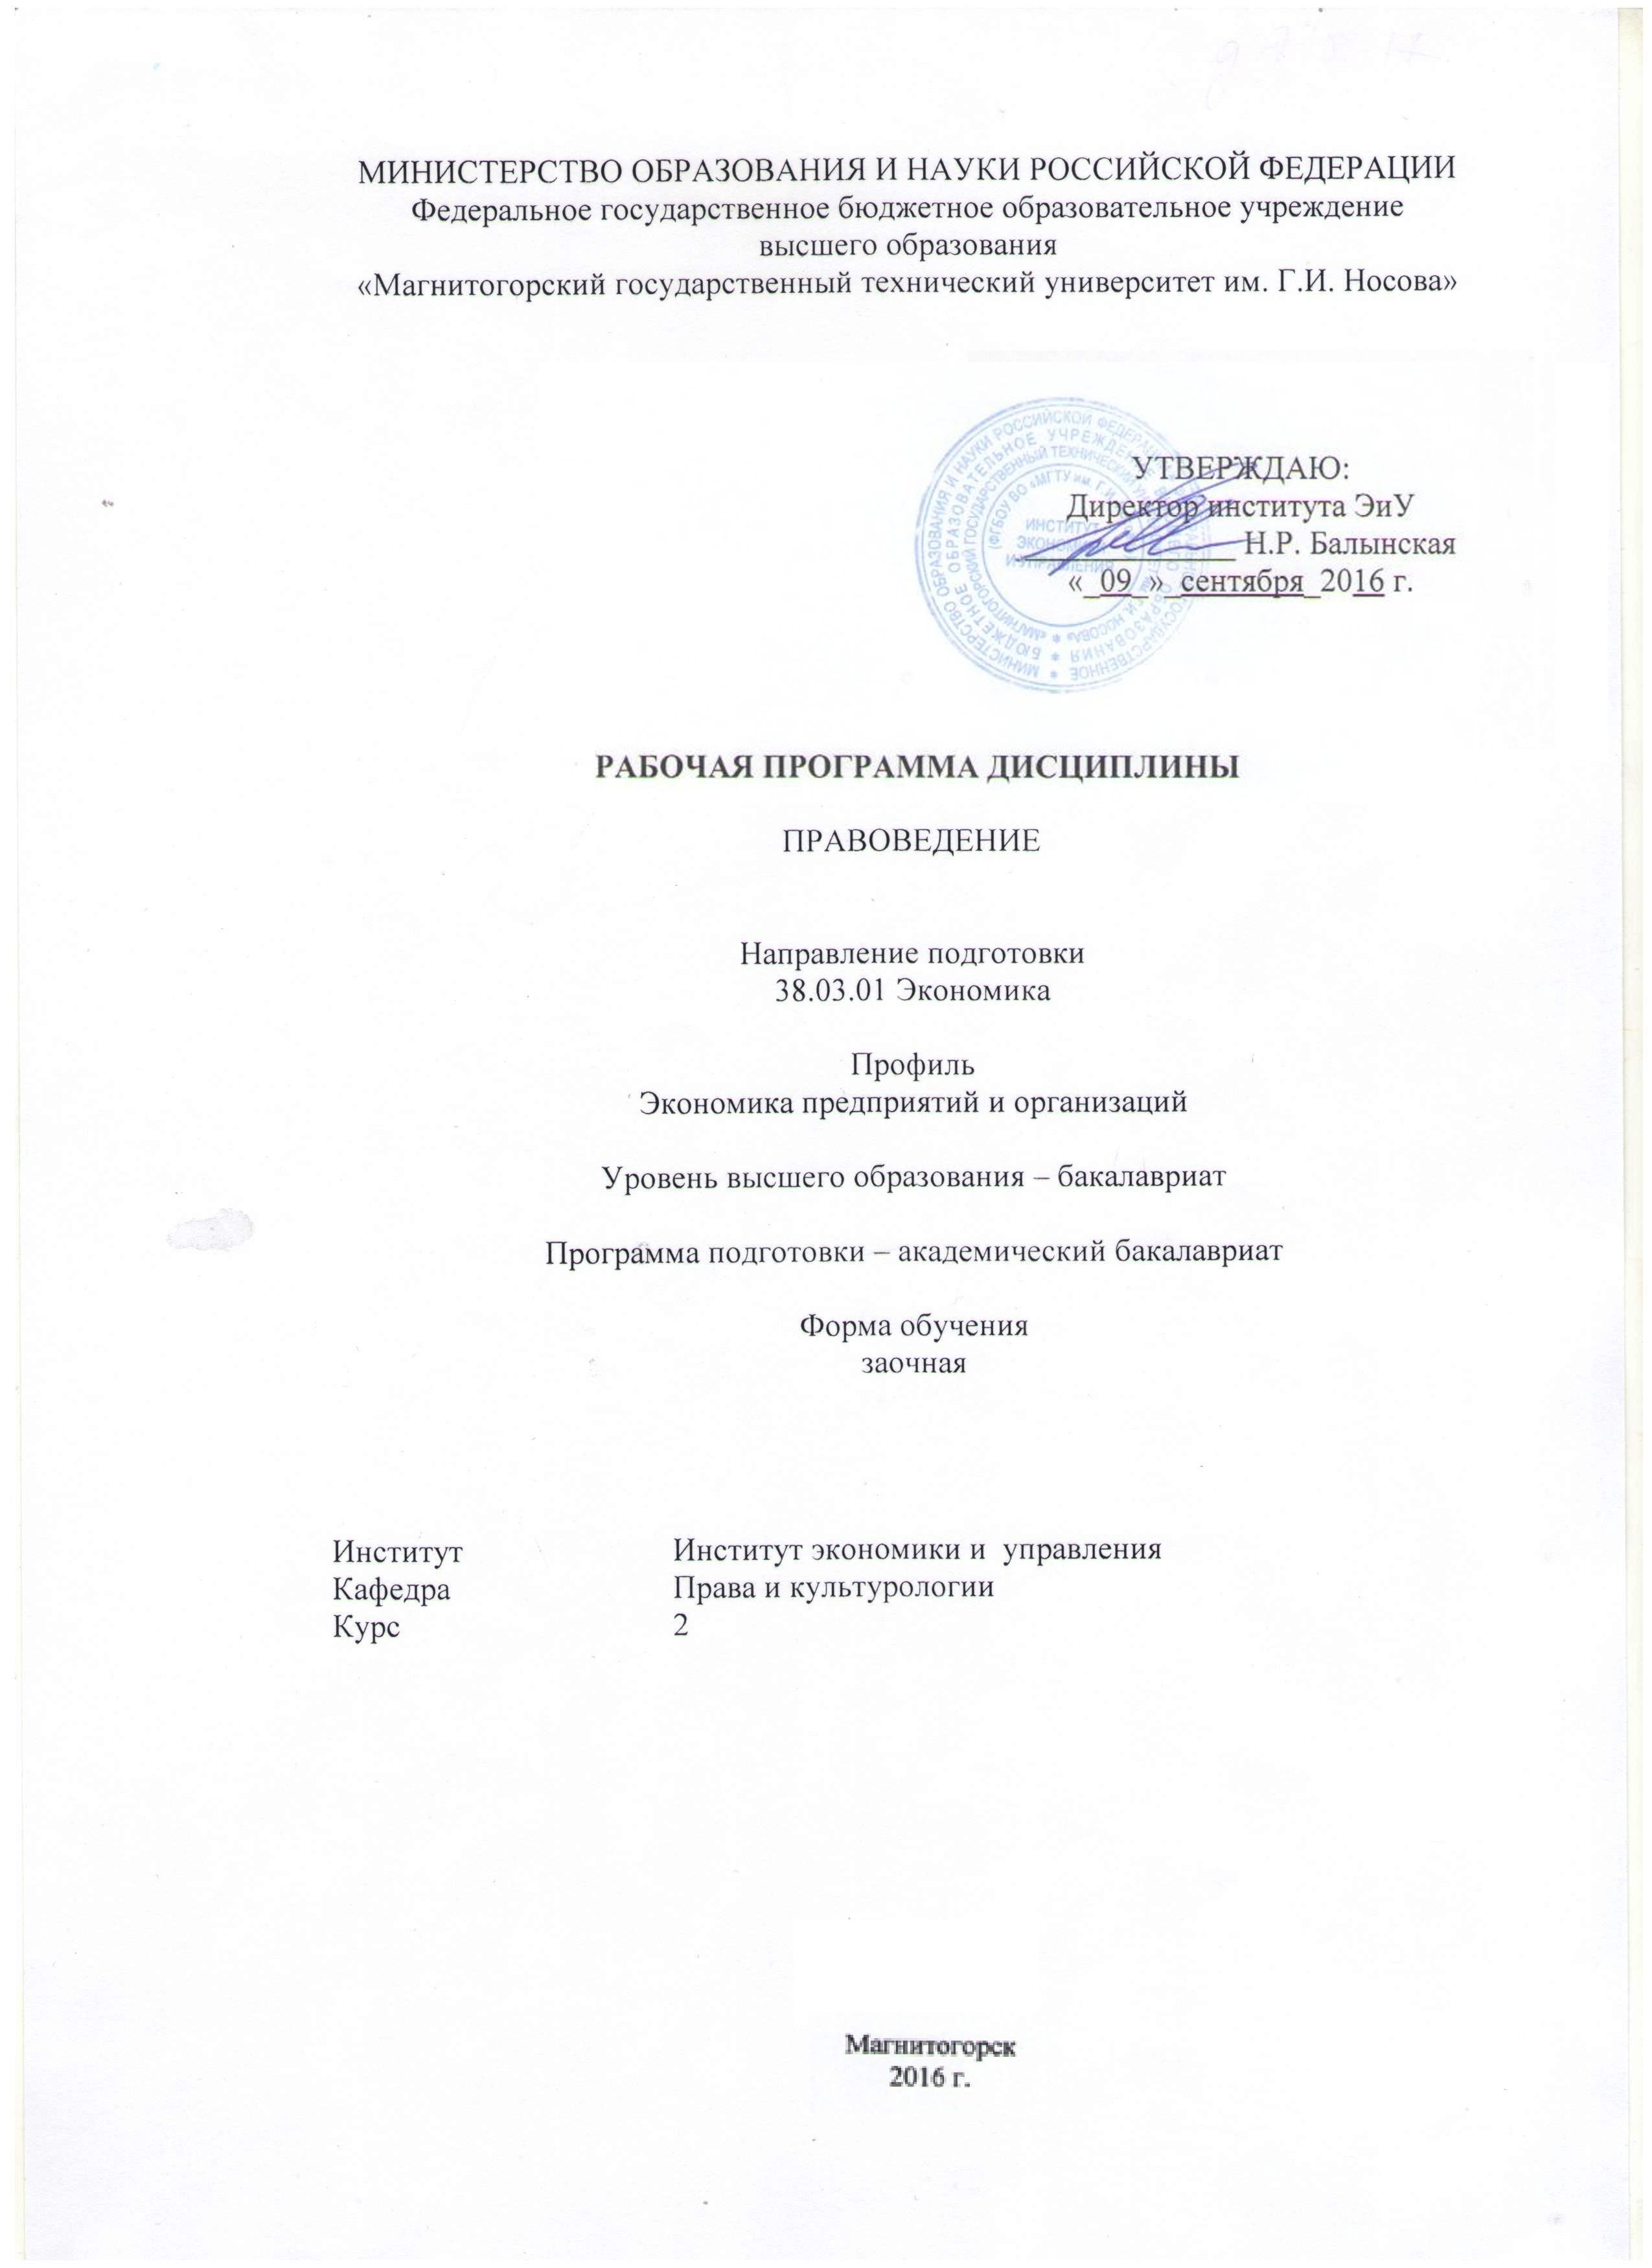 МИНИСТЕРСТВО ОБРАЗОВАНИЯ И НАУКИ РОССИЙСКОЙ ФЕДЕРАЦИИ
Федеральное государственное бюджетное образовательное учреждение
высшего образования
«Магнитогорский государственный технический университет им. Г.И. Носова»
УТВЕРЖДАЮ:
Директор института ЭиУ
Н.Р. Балынская
«_09_»_сентября_2016 г.
РАБОЧАЯ ПРОГРАММА ДИСЦИПЛИНЫ
ПРАВОВЕДЕНИЕ
Направление подготовки
38.03.01 Экономика
Профиль
Экономика предприятий и организаций
Уровень высшего образования – бакалавриат
Программа подготовки – академический бакалавриат
Форма обучения
заочная
Институт Институт экономики и управления
Кафедра Права и культурологии
Курс 2
Магнитогорск
2016 г.